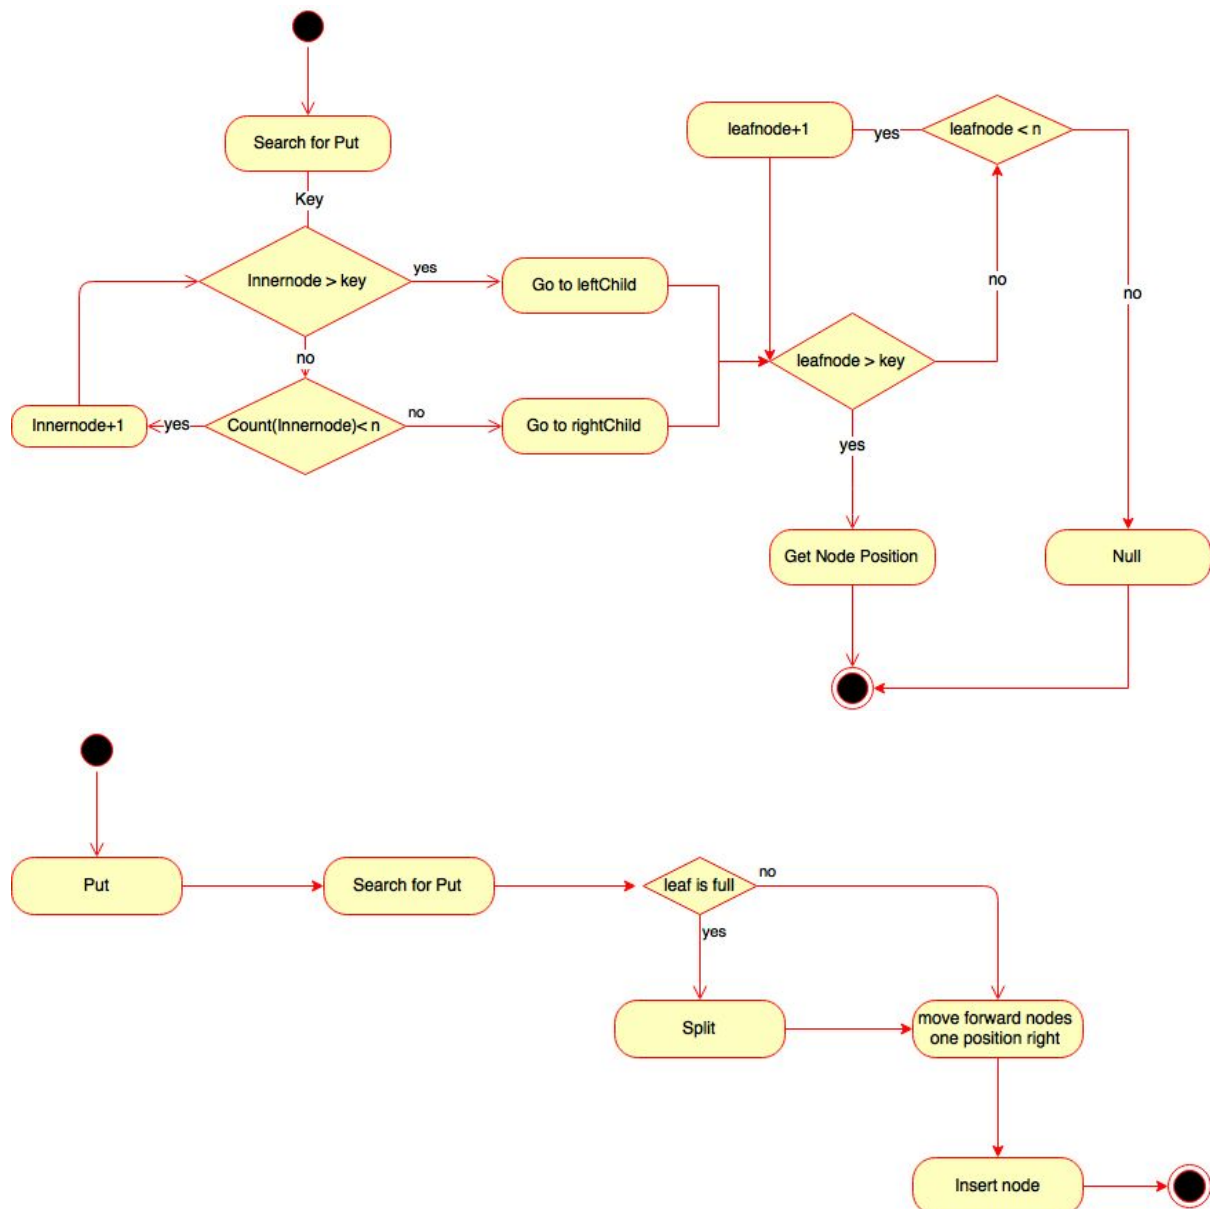 Search for Put
Key
Innernode > key
yes
Go to leftChild
no
Innernode+1
yes
Count(Innernode)< n
no
Go to rightChild
leafnode+1
yes
leafnode < n
no
no
leafnode > key
yes
Get Node Position
Null
Put
Search for Put
leaf is full
no
yes
Split
move forward nodes
one position right
Insert node